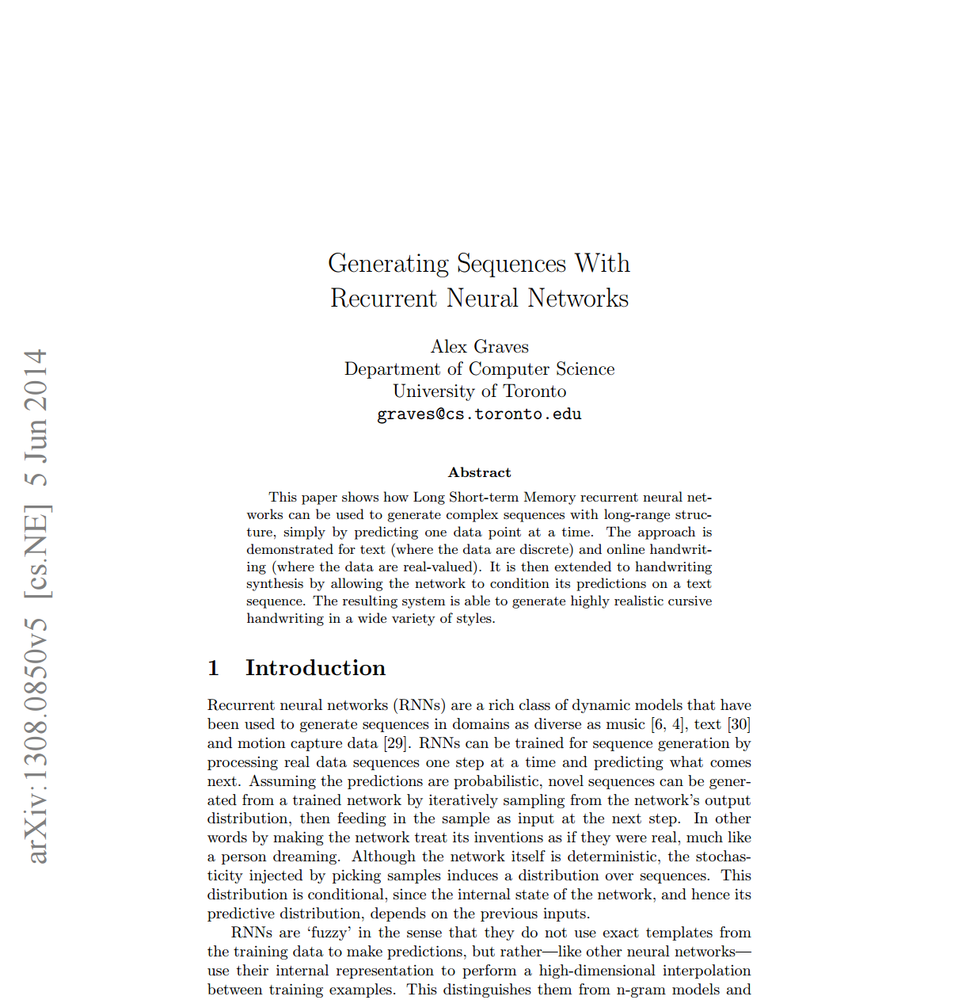 Generating Sequences With
Recurrent Neural Networks
Alex Graves
Department of Computer Science
University of Toronto
graves@cs.toronto.edu
Abstract
This paper shows how Long Short-term Memory recurrent neural net-
works can be used to generate complex sequences with long-range struc-
ture, simply by predicting one data point at a time. The approach is
demonstrated for text (where the data are discrete) and online handwrit-
ing (where the data are real-valued). It is then extended to handwriting
synthesis by allowing the network to condition its predictions on a text
sequence. The resulting system is able to generate highly realistic cursive
handwriting in a wide variety of styles.
1 Introduction
Recurrent neural networks (RNNs) are a rich class of dynamic models that have
been used to generate sequences in domains as diverse as music [6, 4], text [30]
and motion capture data [29]. RNNs can be trained for sequence generation by
processing real data sequences one step at a time and predicting what comes
next. Assuming the predictions are probabilistic, novel sequences can be gener-
ated from a trained network by iteratively sampling from the network's output
distribution, then feeding in the sample as input at the next step. In other
words by making the network treat its inventions as if they were real, much like
a person dreaming. Although the network itself is deterministic, the stochas-
ticity injected by picking samples induces a distribution over sequences. This
distribution is conditional, since the internal state of the network, and hence its
predictive distribution, depends on the previous inputs.
RNNs are ‘fuzzy’ in the sense that they do not use exact templates from
the training data to make predictions, but rather—like other neural networks—
use their internal representation to perform a high-dimensional interpolation
between training examples. This distinguishes them from n-gram models and
arXiv:1308.0850v5 [cs.NE] 5 Jun 2014